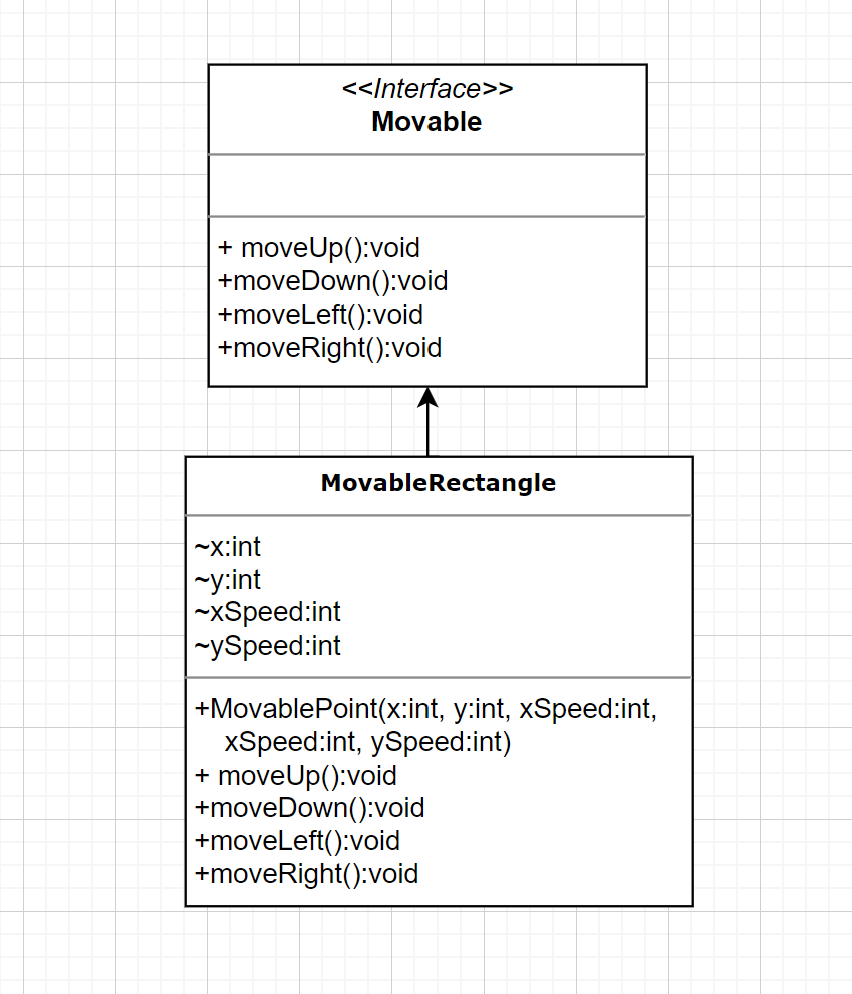 <<Interface>>
Movable
+ moveUp():void
+moveDown():void
+moveLeft():void
+moveRight():void
MovableRectangle
~x:int
~y:int
~xSpeed:int
~ySpeed:int
+MovablePoint(x:int, y:int, xSpeed:int,
xSpeed:int, ySpeed:int)
+ moveUp():void
+moveDown():void
+moveLeft():void
+moveRight():void